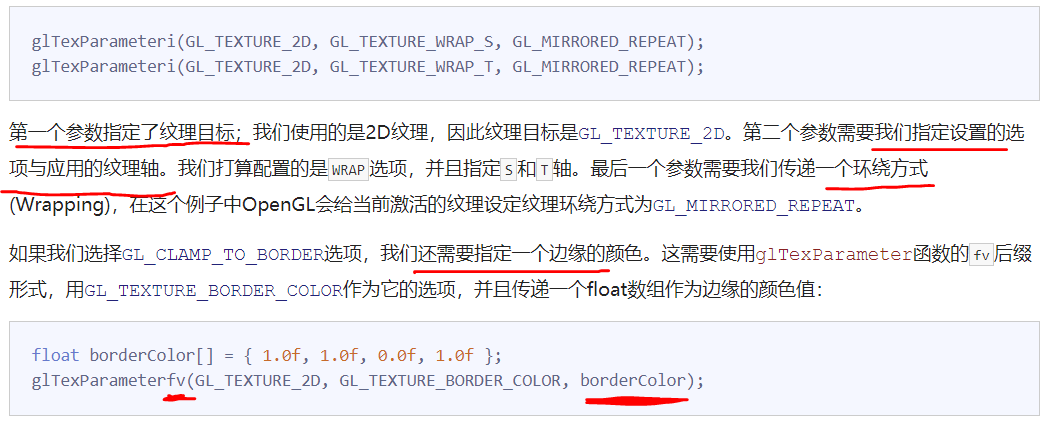 glTexParameteri(GL_TEXTURE_2D, GL_TEXTURE_WRAP_S, GL_MIRRORED_REPEAT);
glTexParameteri(GL_TEXTURE_2D, GL_TEXTURE_WRAP_T, GL_MIRRORED_REPEAT);
第一个参数指定了纹理目标；我们使用的是2D纹理，因此纹理目标是GL_TEXTURE_2D。第二个参数需要我们指定设置的选
项与应用的纹理轴。我们打算配置的是WRAP选项，并且指定S和T轴。最后一个参数需要我们传递一个环绕方式
(Wrapping)，在这个例子中OpenGL会给当前激活的纹理设定纹理环绕方式为GL_MIRRORED_REPEAT。
如果我们选择GL_CLAMP_TO_BORDER选项，我们还需要指定一个边缘的颜色。这需要使用glTexParameter函数的fv后缀
形式，用GL_TEXTURE_BORDER_COLOR作为它的选项，并且传递一个float数组作为边缘的颜色值：
float borderColor[] = { 1.0f, 1.0f, 0.0f, 1.0f };
glTexParameterfv(GL_TEXTURE_2D, GL_TEXTURE_BORDER_COLOR, borderColor);